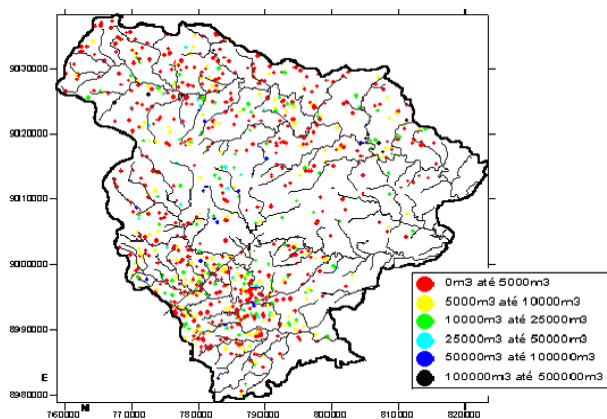 9030000
9020000
9010000
9000000
8990000
E
8980000
760000 770000 780000 790000 800000 810000 820000
N
0m3 até 5000m3
5000m3 até 10000m3
10000m3 até 25000m3
25000m3 até 50000m3
50000m3 até 100000m3
100000m3 até 500000m3